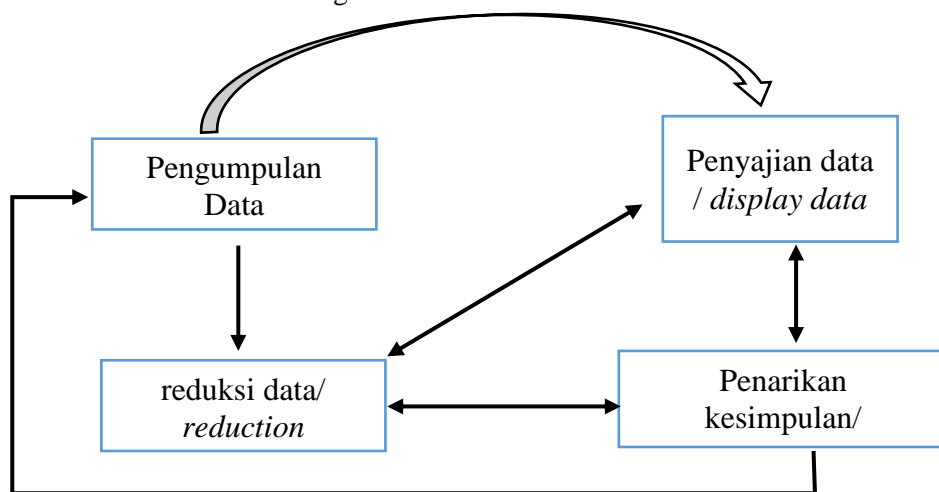 Pengumpulan
Data
Penyajian data
/ display data
reduksi data/
reduction
Penarikan
kesimpulan/